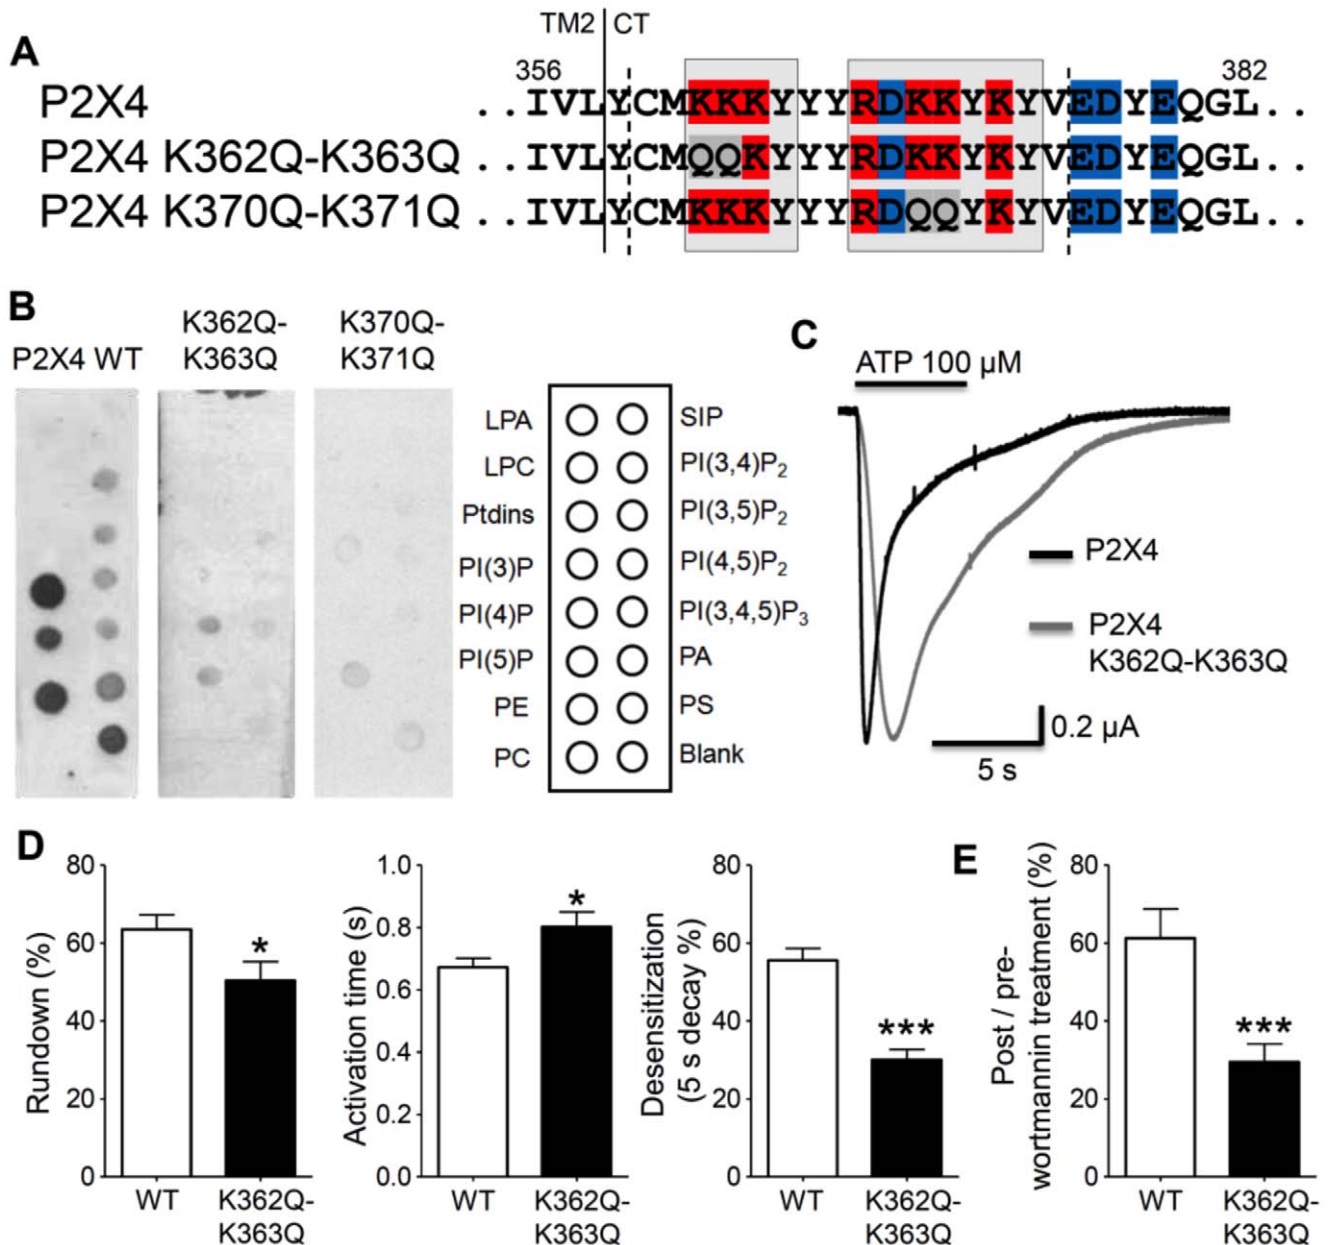 A
TM2 CT
356 382
P2X4 ..IVLYCMKKKYYYRDKKYKYVEDYEQGL..
P2X4 K362Q-K363Q ..IVLYCMQQKYYYRDKKYKYVEDYEQGL..
P2X4 K370Q-K371Q ..IVLYCMKKKYYYRDQQYKYVEDYEQGL..
B
P2X4 WT
K362Q-
K363Q
K370Q-
K371Q
LPA SIP
LPC PI(3,4)P2
Ptdins PI(3,5)P2
PI(3)P PI(4,5)P2
PI(4)P PI(3,4,5)P3
PI(5)P PA
PE PS
PC Blank
C
ATP 100 μM
P2X4
P2X4
K362Q-K363Q
0.2 μA
5 s
D
Rundown (%)
80
60
40
20
0
WT K362Q-
K363Q
*
Activation time (s)
1.0
0.8
0.6
0.4
0.2
0.0
WT K362Q-
K363Q
*
Desensitization
(5 s decay %)
80
60
40
20
0
WT K362Q-
K363Q
***
E
Post / pre-
wortmannin treatment (%)
80
60
40
20
0
WT K362Q-
K363Q
***